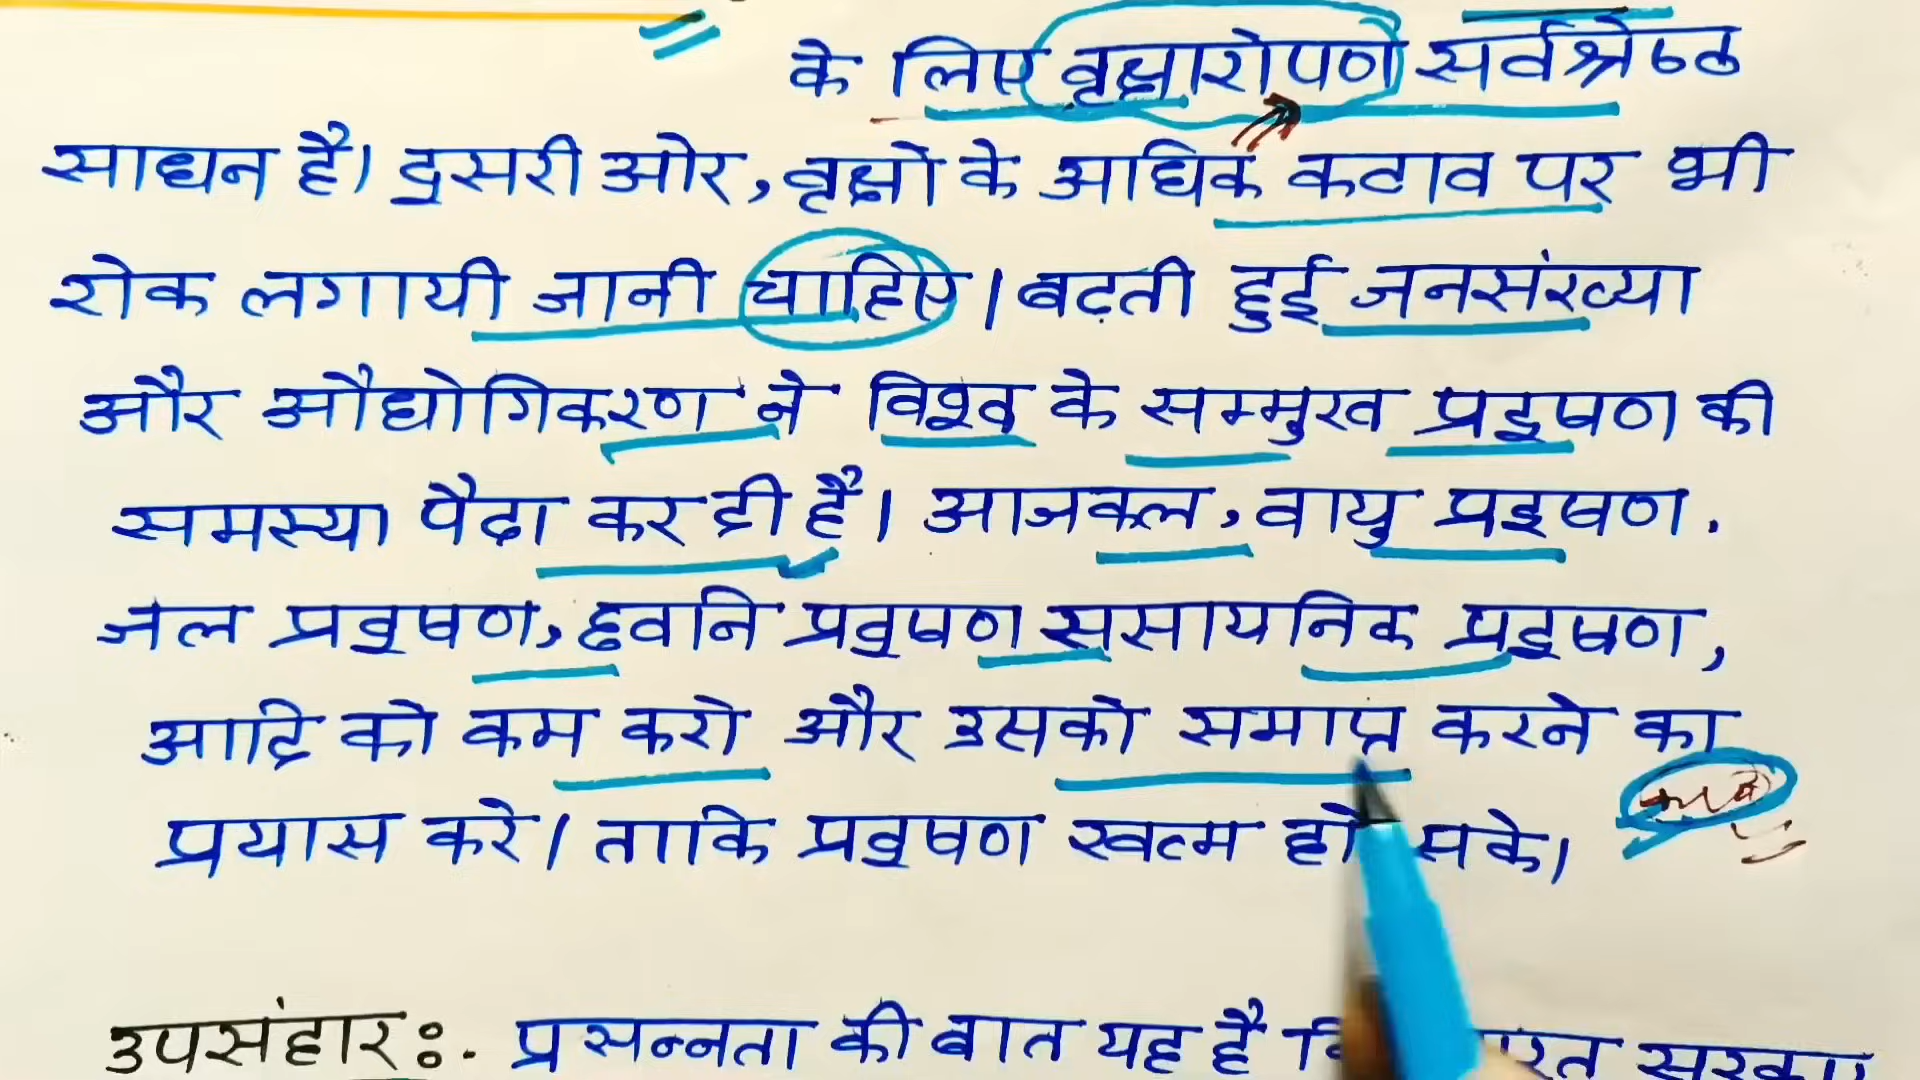 के लिए वृक्षारोपण सर्वश्रेष्ठ
साधन है। दुसरी ओर, वृक्षो के अधिक कटाव पर भी
रोक लगायी जानी चाहिए। बढ़ती हुई जनसंख्या
और औद्योगिकरण ने विश्व के सम्मुख प्रदुषण की
समस्या पैदा कर दी है। आजकल, वायु प्रदुषण.
जल प्रदुषण, ध्वनि प्रदुषण रासायनिक प्रदुषण,
आदि को कम करो और उसको समाप्त करने का
प्रयास करे। ताकि प्रदुषण खत्म हो सके।
उपसंहार:- प्रसन्नता की बात यह है सरकार